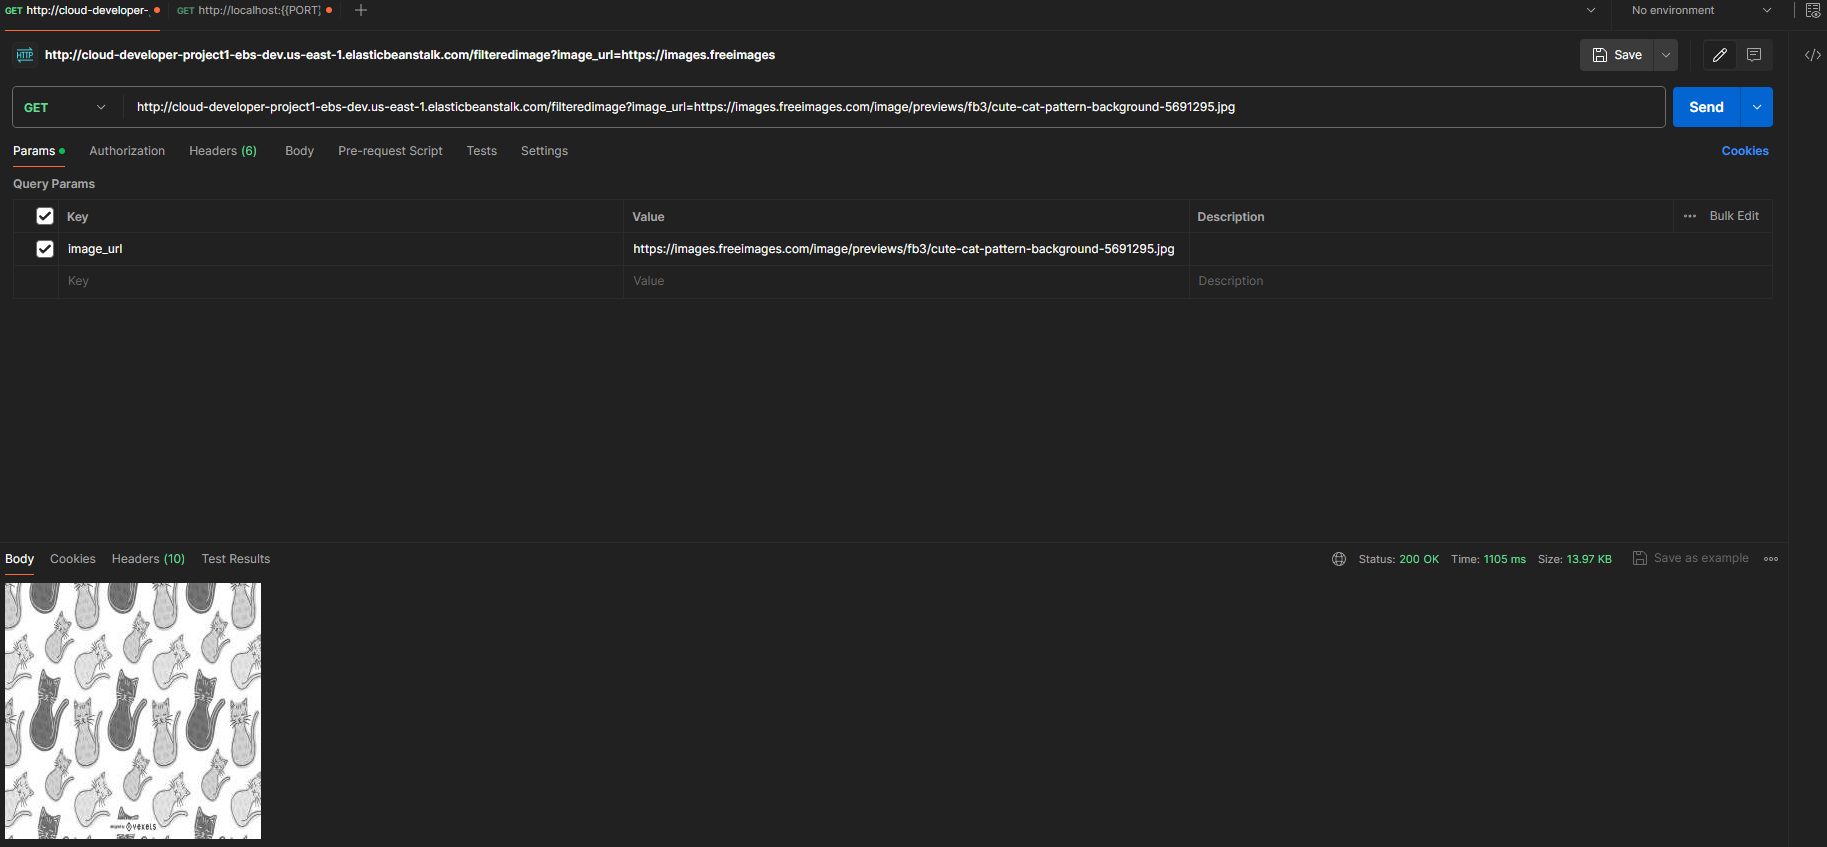 GET http://cloud-developer- GET http://localhost:{{PORT} No environment
HTTP http://cloud-developer-project1-ebs-dev.us-east-1.elasticbeanstalk.com/filteredimage?image_url=https://images.freeimages Save
GET http://cloud-developer-project1-ebs-dev.us-east-1.elasticbeanstalk.com/filteredimage?image_url=https://images.freeimages.com/image/previews/fb3/cute-cat-pattern-background-5691295.jpg Send
Params Authorization Headers (6) Body Pre-request Script Tests Settings Cookies
Query Params
Key Value Description Bulk Edit
image_url https://images.freeimages.com/image/previews/fb3/cute-cat-pattern-background-5691295.jpg
Key Value Description
Body Cookies Headers (10) Test Results Status: 200 OK Time: 1105 ms Size: 13.97 KB Save as example
designed by vexels